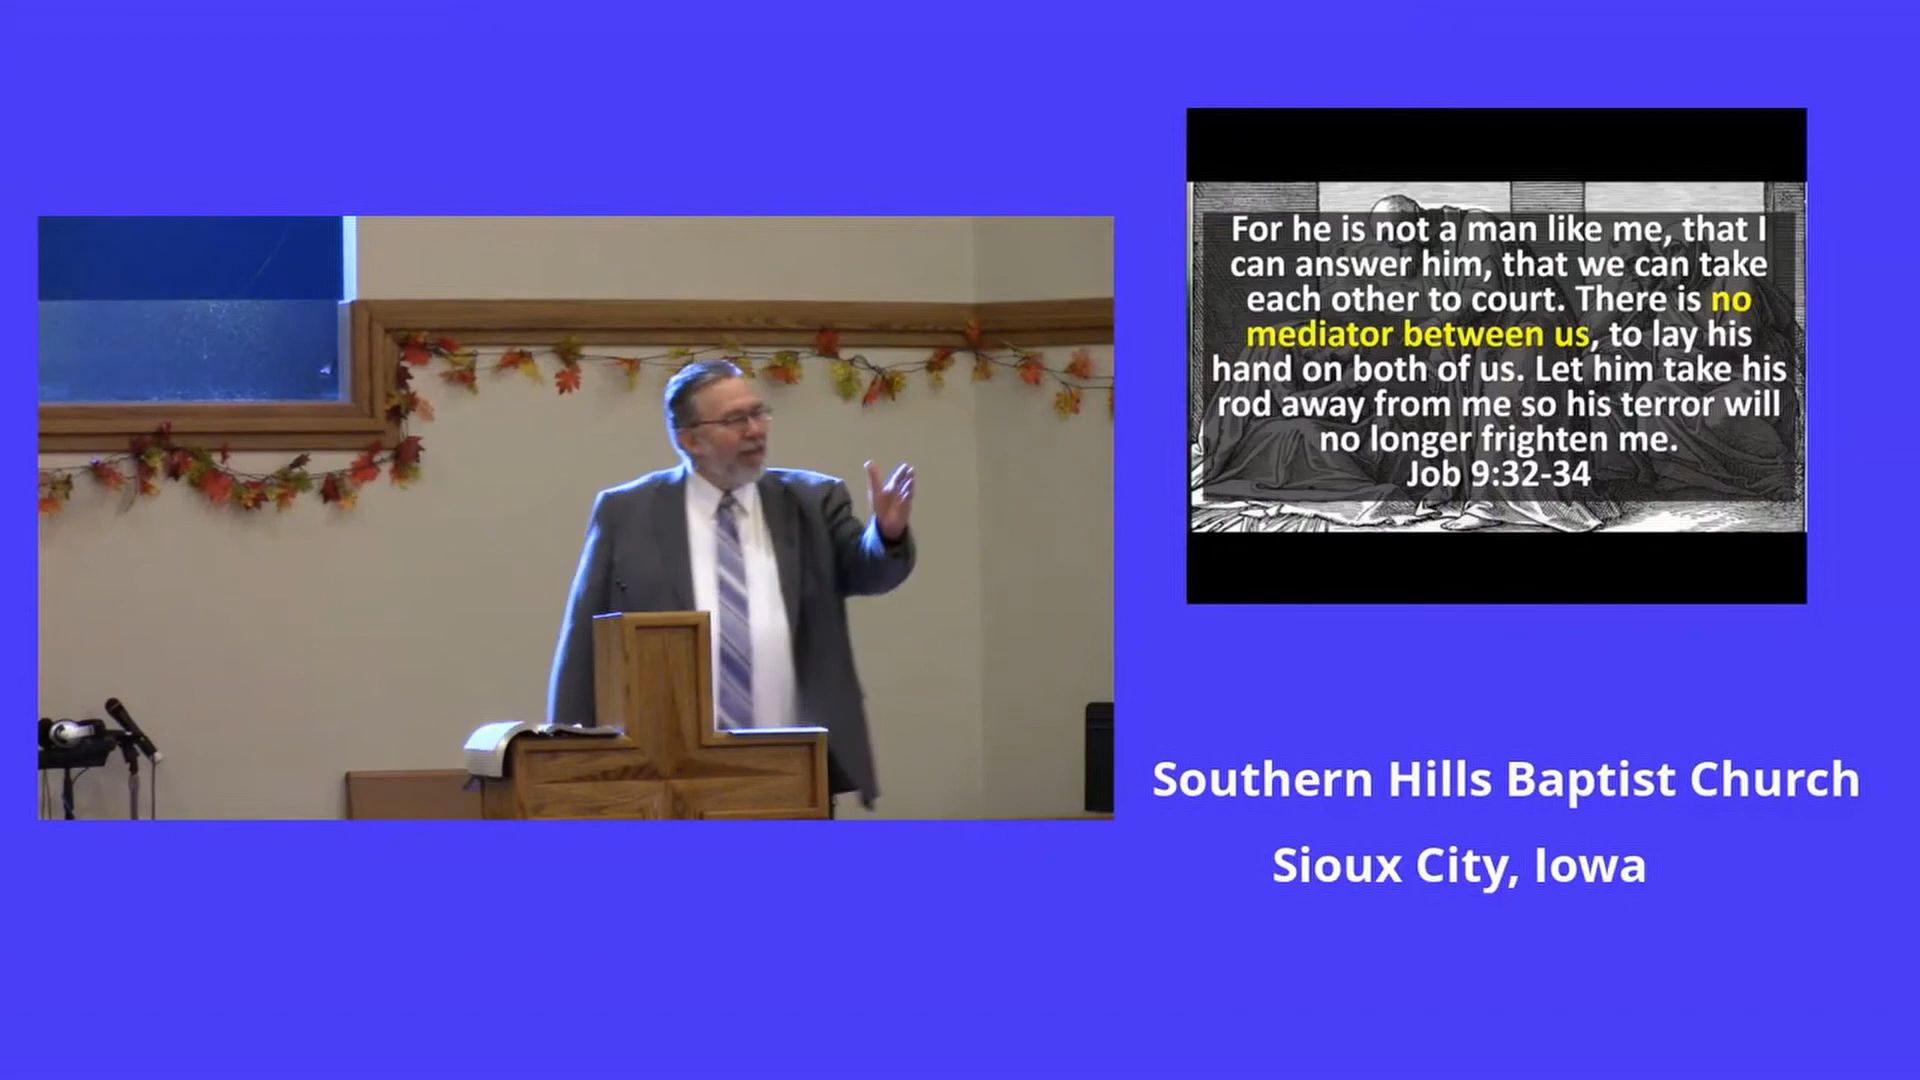 For he is not a man like me, that I
can answer him, that we can take
each other to court. There is no
mediator between us, to lay his
hand on both of us. Let him take his
rod away from me so his terror will
no longer frighten me.
Job 9:32-34
Southern Hills Baptist Church
Sioux City, Iowa